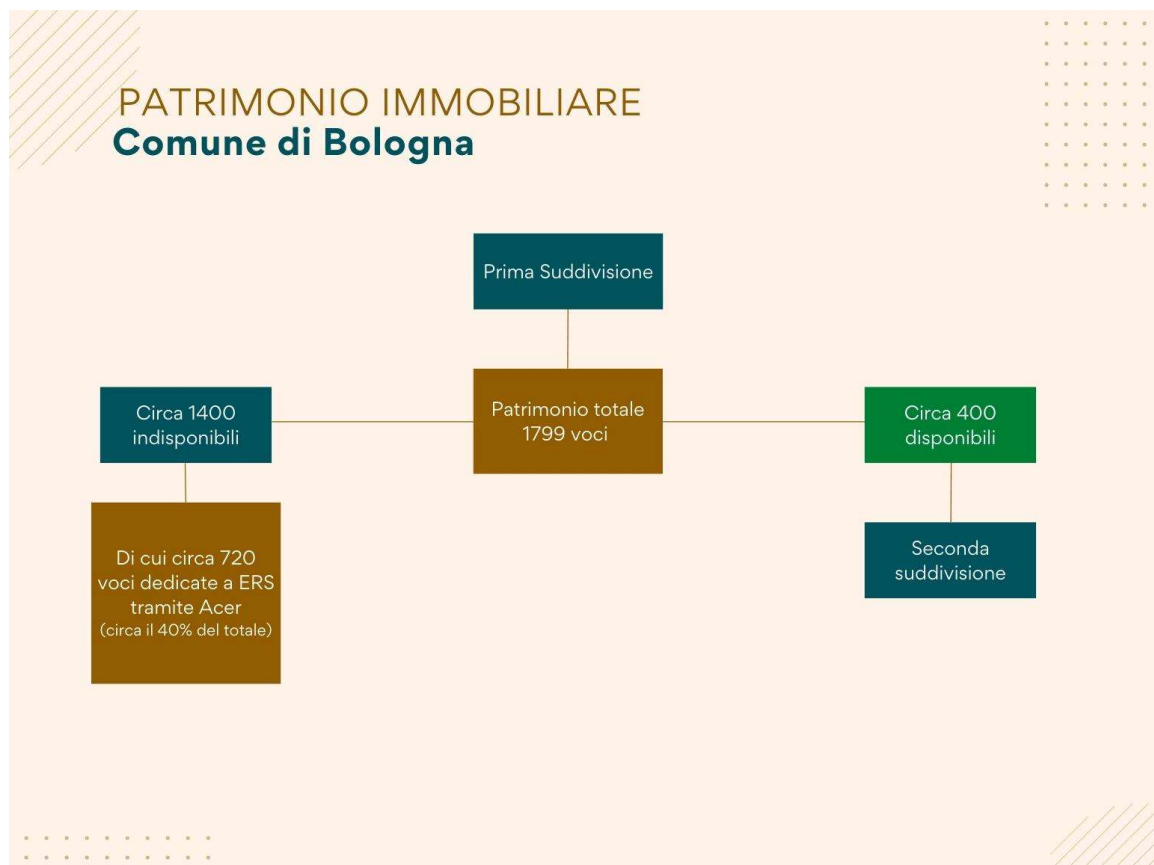 PATRIMONIO IMMOBILIARE
Comune di Bologna
Prima Suddivisione
Circa 1400
indisponibili
Patrimonio totale
1799 voci
Circa 400
disponibili
Di cui circa 720
voci dedicate a ERS
tramite Acer
(circa il 40% del totale)
Seconda
suddivisione